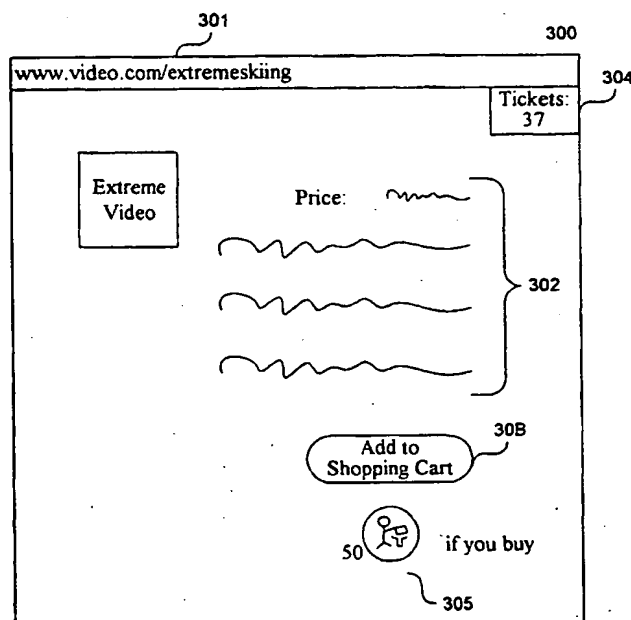 301
300
www.video.com/extremeskiing
304
Tickets:
37
Extreme
Video
Price:
302
Add to
Shopping Cart
30B
50
if you buy
305